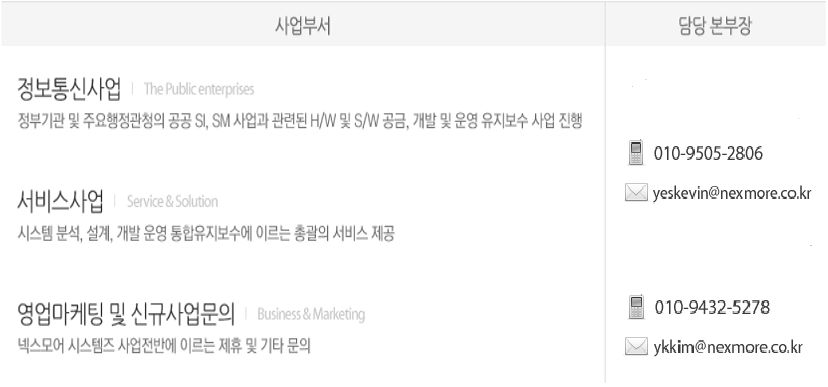 사업부서
담당 본부장
정보통신사업 | The Public enterprises
정부기관 및 주요행정관청의 공공 SI, SM 사업과 관련된 H/W 및 S/W 공급, 개발 및 운영 유지보수 사업 진행
010-9505-2806
yeskevin@nexmore.co.kr
서비스사업 | Service & Solution
시스템 분석, 설계, 개발 운영 통합유지보수에 이르는 총괄의 서비스 제공
영업마케팅 및 신규사업문의 | Business & Marketing
넥스모어 시스템즈 사업전반에 이르는 제휴 및 기타 문의
010-9432-5278
ykkim@nexmore.co.kr